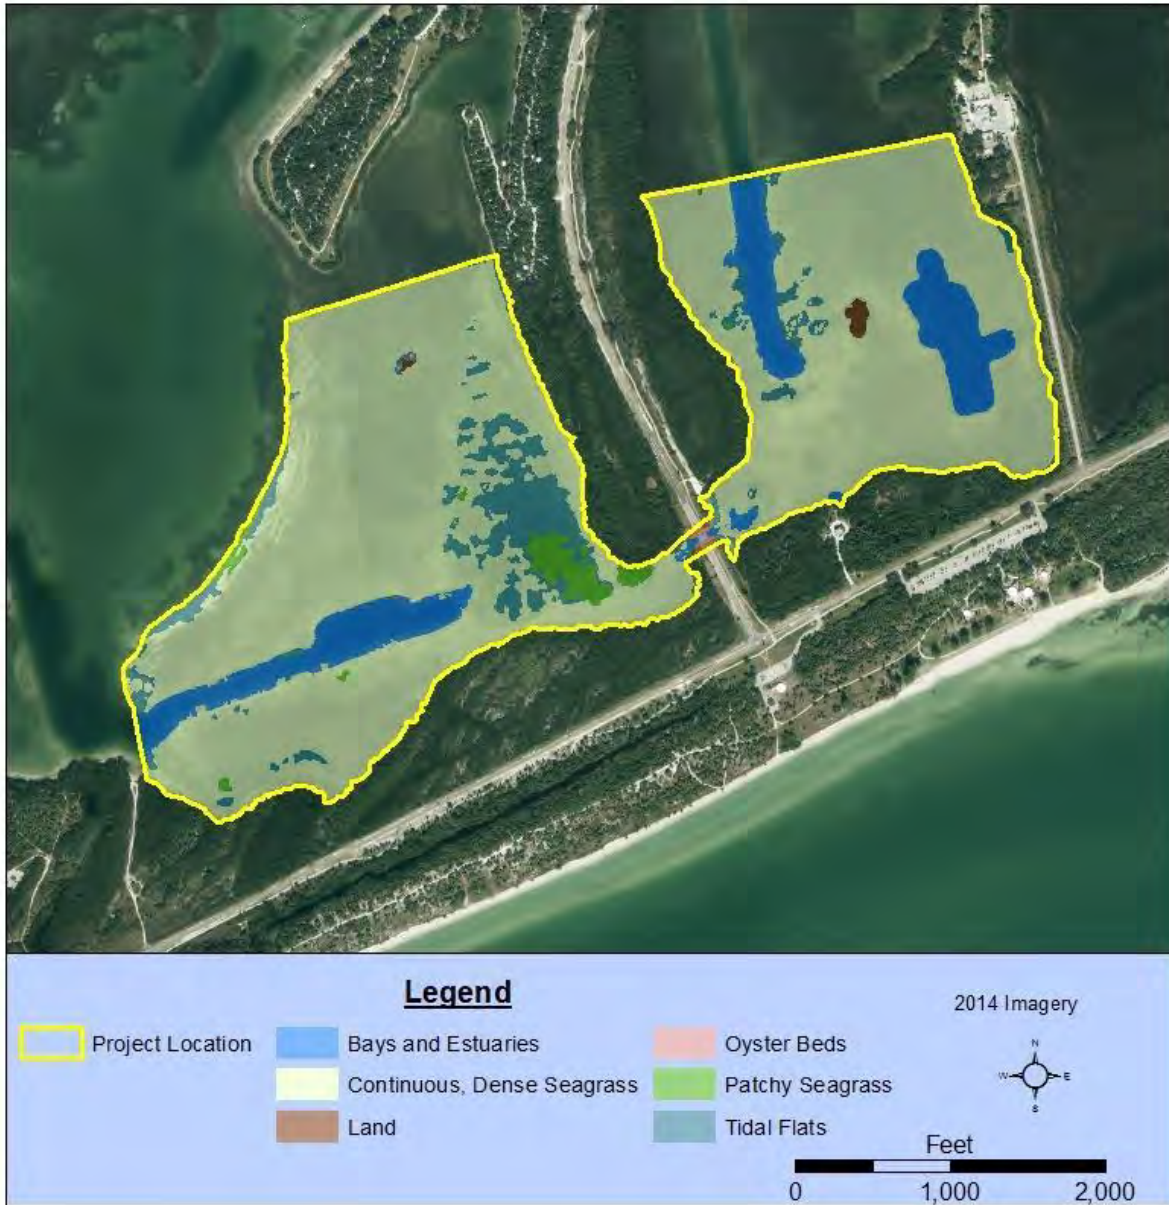 Legend
2014 Imagery
Project Location
Bays and Estuaries
Continuous, Dense Seagrass
Land
Oyster Beds
Patchy Seagrass
Tidal Flats
N
W E
S
Feet
0 1,000 2,000